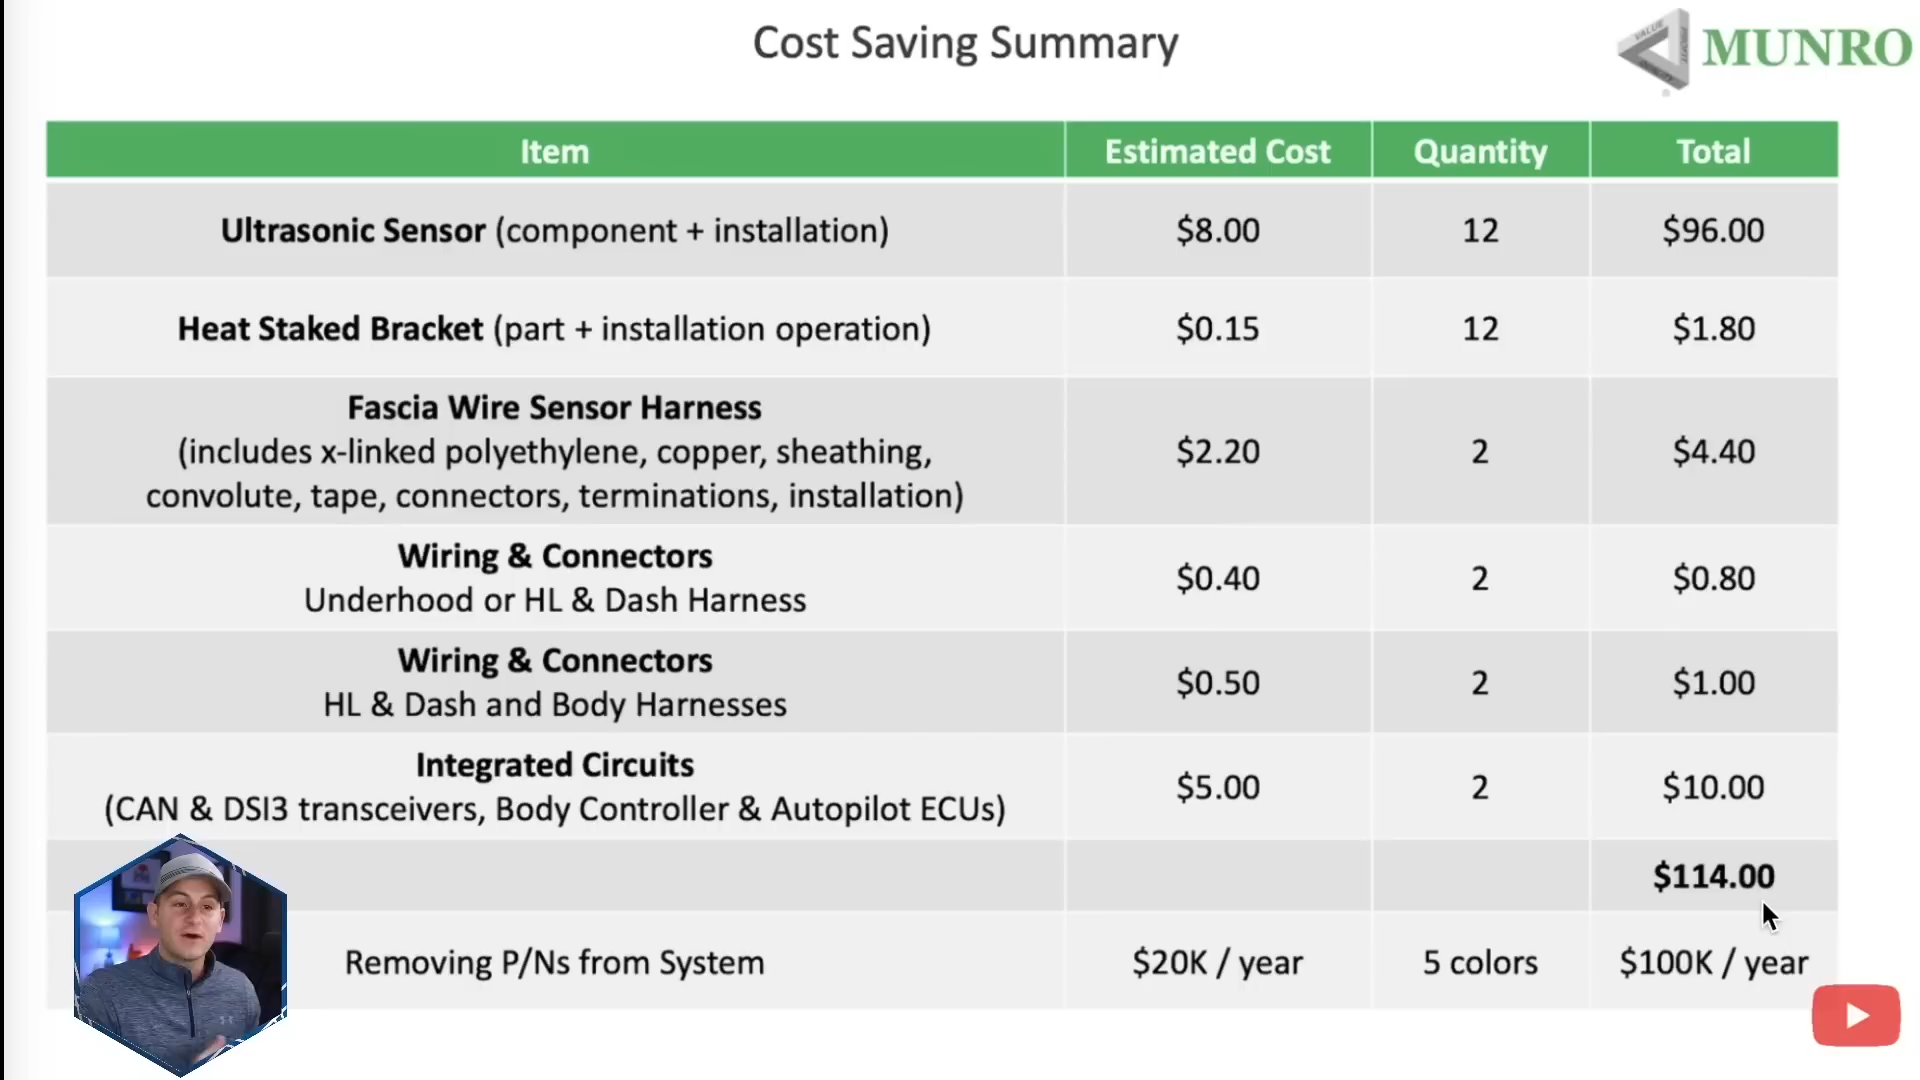 Cost Saving Summary
MUNRO
Item Estimated Cost Quantity Total
Ultrasonic Sensor (component + installation) $8.00 12 $96.00
Heat Staked Bracket (part + installation operation) $0.15 12 $1.80
Fascia Wire Sensor Harness
(includes x-linked polyethylene, copper, sheathing, $2.20 2 $4.40
convolute, tape, connectors, terminations, installation)
Wiring & Connectors
Underhood or HL & Dash Harness $0.40 2 $0.80
Wiring & Connectors
HL & Dash and Body Harnesses $0.50 2 $1.00
Integrated Circuits
(CAN & DSI3 transceivers, Body Controller & Autopilot ECUs) $5.00 2 $10.00
$114.00
Removing P/Ns from System $20K / year 5 colors $100K / year